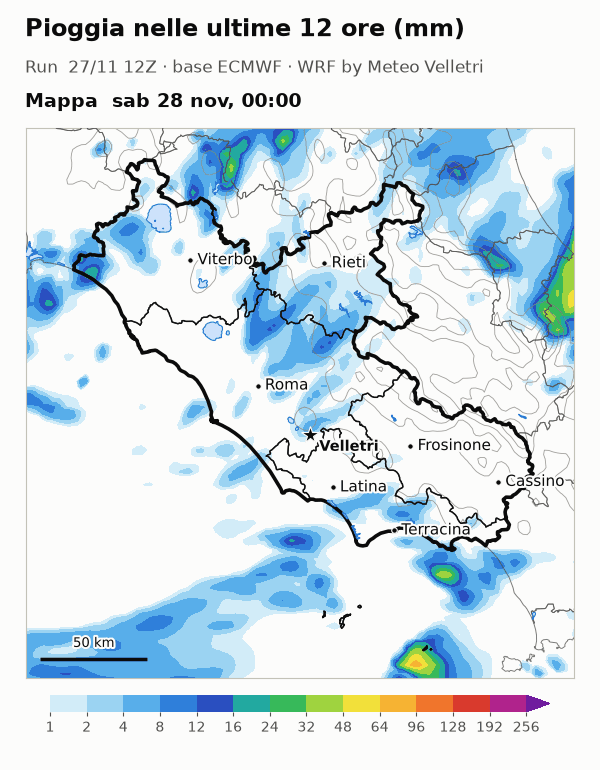 Pioggia nelle ultime 12 ore (mm)
Run  27/11 12Z · base ECMWF · WRF by Meteo Velletri
Mappa  sab 28 nov, 00:00
Viterbo
Rieti
Roma
Velletri
Frosinone
Cassino
Latina
Terracina
50 km
1 2 4 8 12 16 24 32 48 64 96 128 192 256